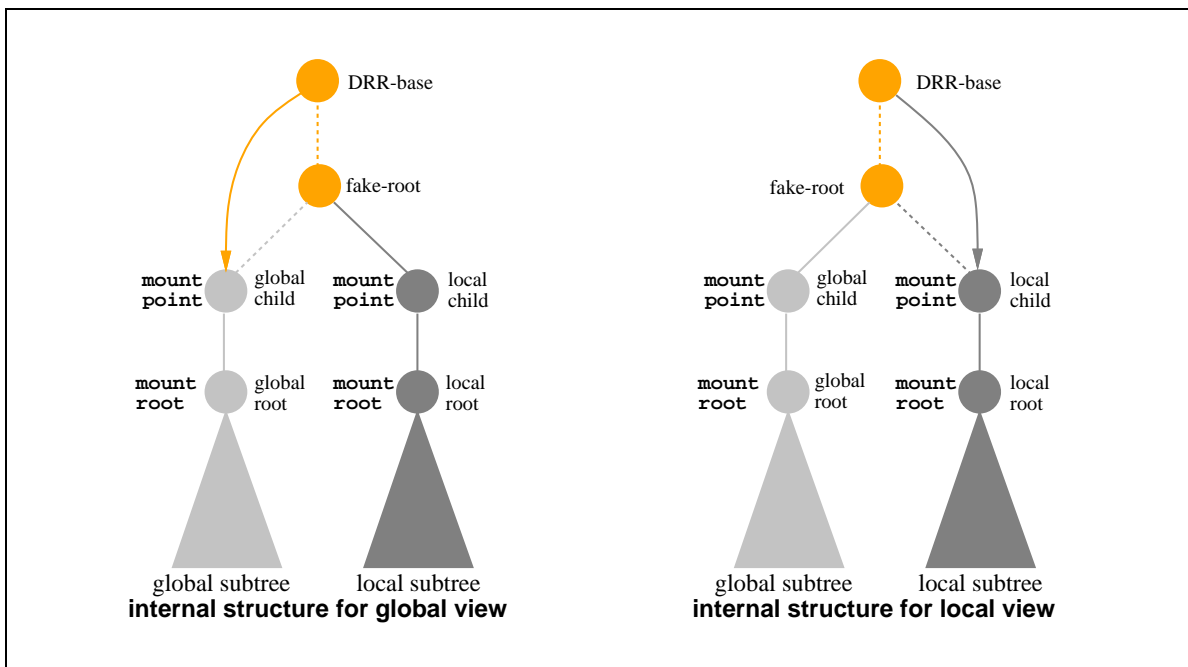 DRR-base
fake-root
mount
point
global
child
mount
point
local
child
mount
root
global
root
mount
root
local
root
global subtree
local subtree
internal structure for global view
DRR-base
fake-root
mount
point
global
child
mount
point
local
child
mount
root
global
root
mount
root
local
root
global subtree
local subtree
internal structure for local view